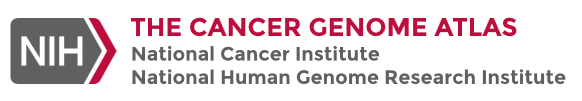 NIH
THE CANCER GENOME ATLAS
National Cancer Institute
National Human Genome Research Institute